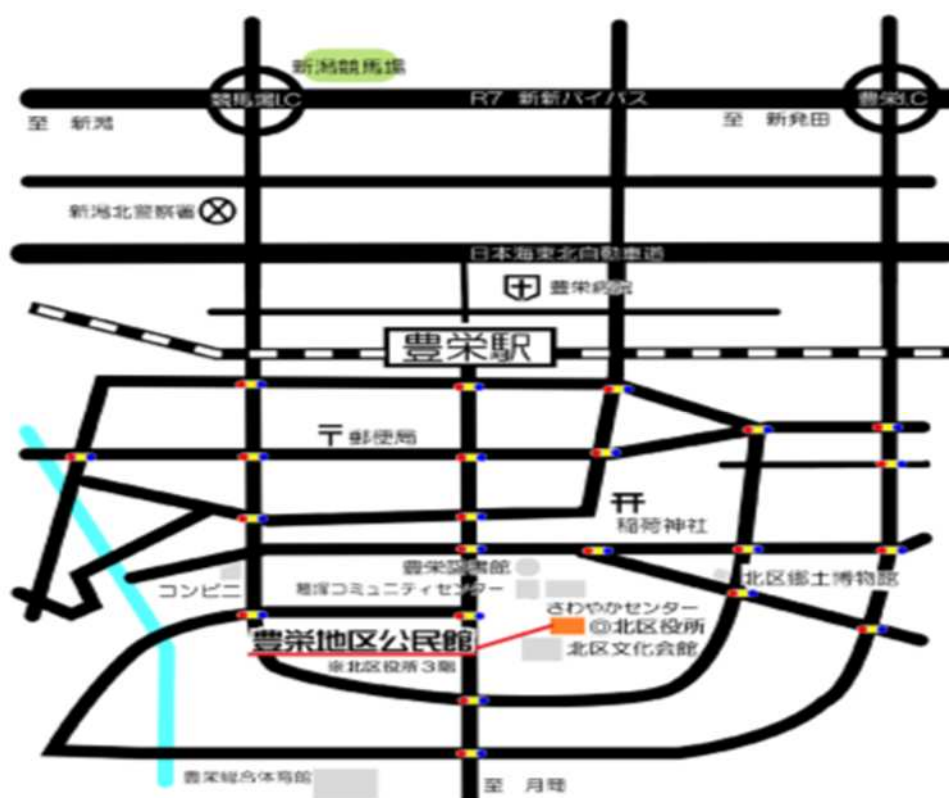 新潟競馬場
競馬場I.C
R7 新新バイパス
豊栄I.C
至 新潟
至 新発田
新潟北警察署
日本海東北自動車道
豊栄病院
豊栄駅
〒郵便局
稲荷神社
豊栄図書館
北区郷土博物館
コンビニ
葛塚コミュニティセンター
さわやかセンター
◎北区役所
豊栄地区公民館
北区文化会館
※北区役所3階
豊栄総合体育館
至 月岡